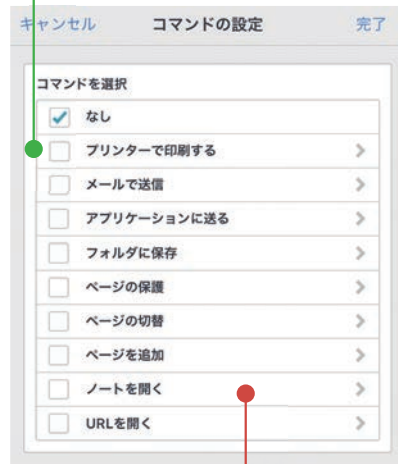 キャンセル コマンドの設定 完了
コマンドを選択
なし
プリンターで印刷する
メールで送信
アプリケーションに送る
フォルダに保存
ページの保護
ページの切替
ページを追加
ノートを開く
URLを開く